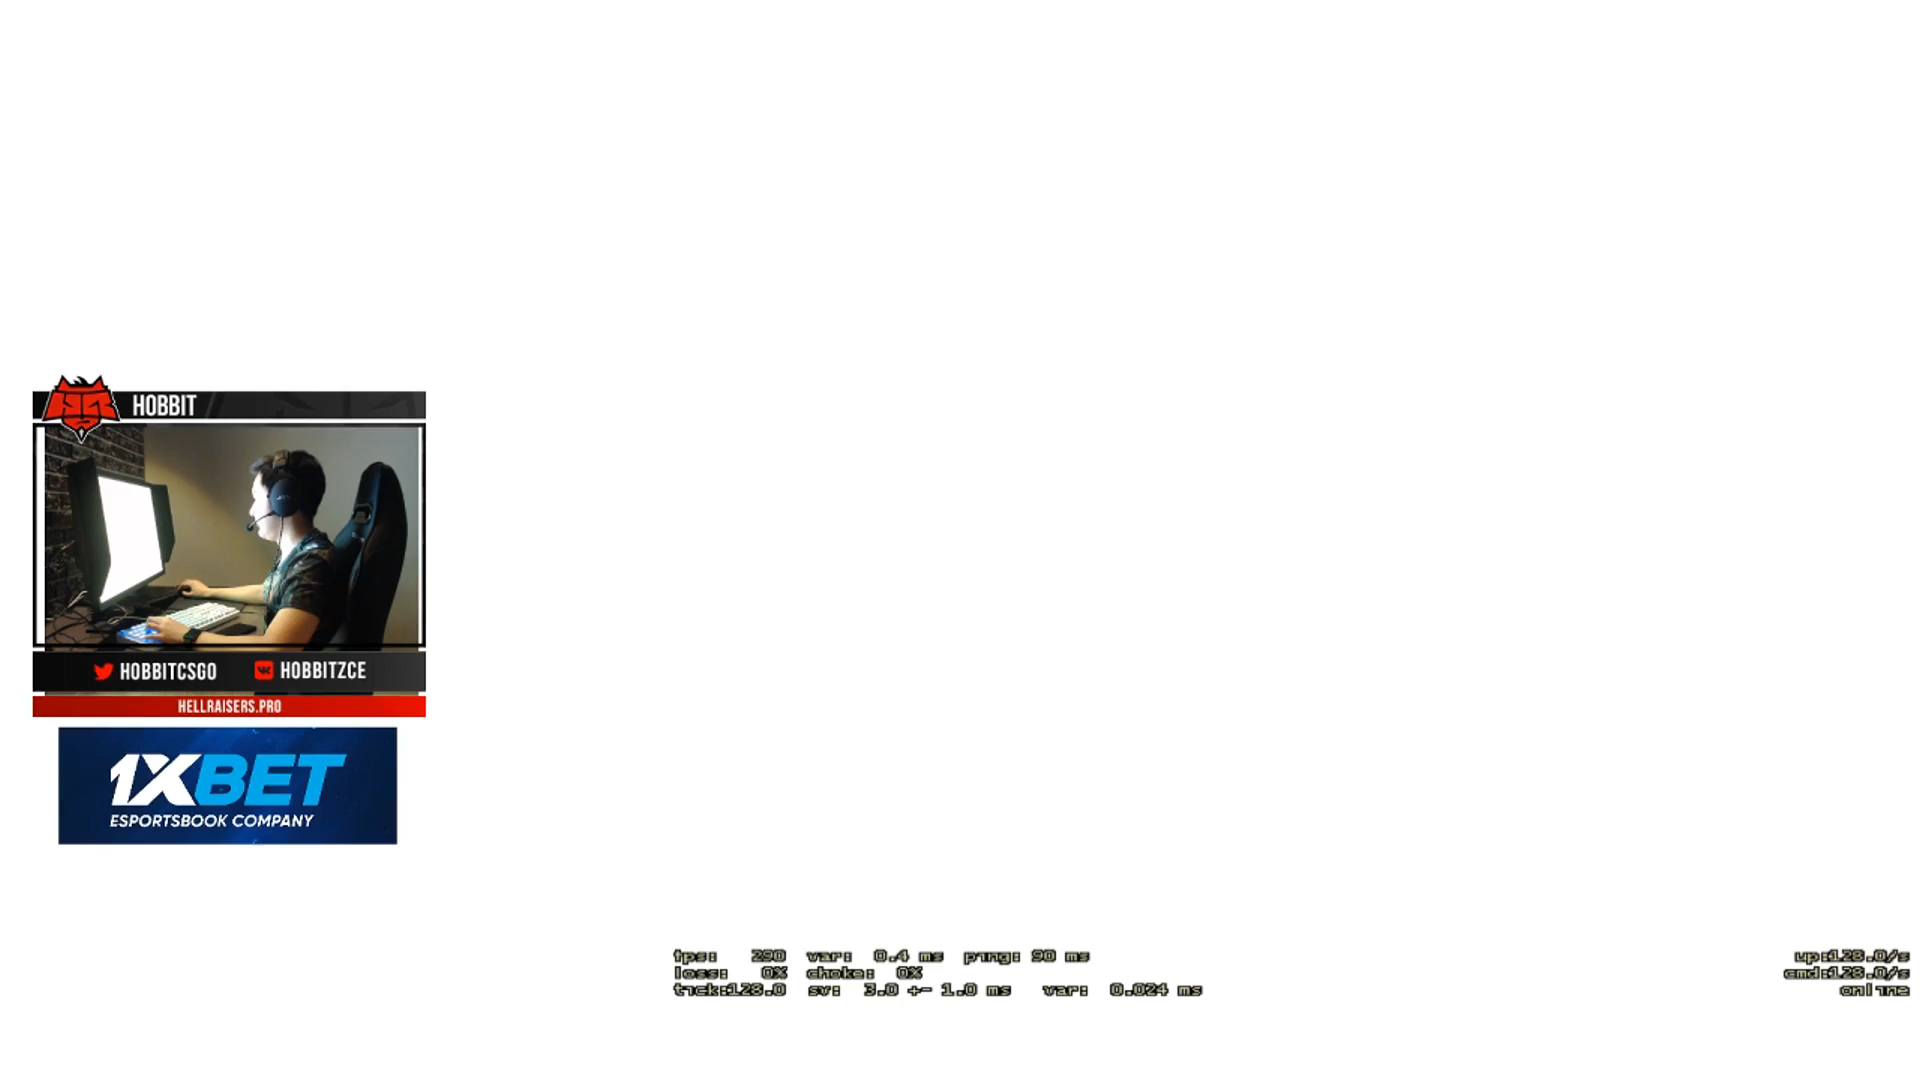 HOBBIT
HOBBITCSGO HOBBITZCE
HELLRAISERS.PRO
1XBET
ESPORTSBOOK COMPANY
fps: 290 var: 0.4 ms ping: 90 ms
loss: 0% choke: 0%
tick:128.0 sv: 3.0 +- 1.0 ms var: 0.024 ms
up:128.0/s
cmd:128.0/s
online